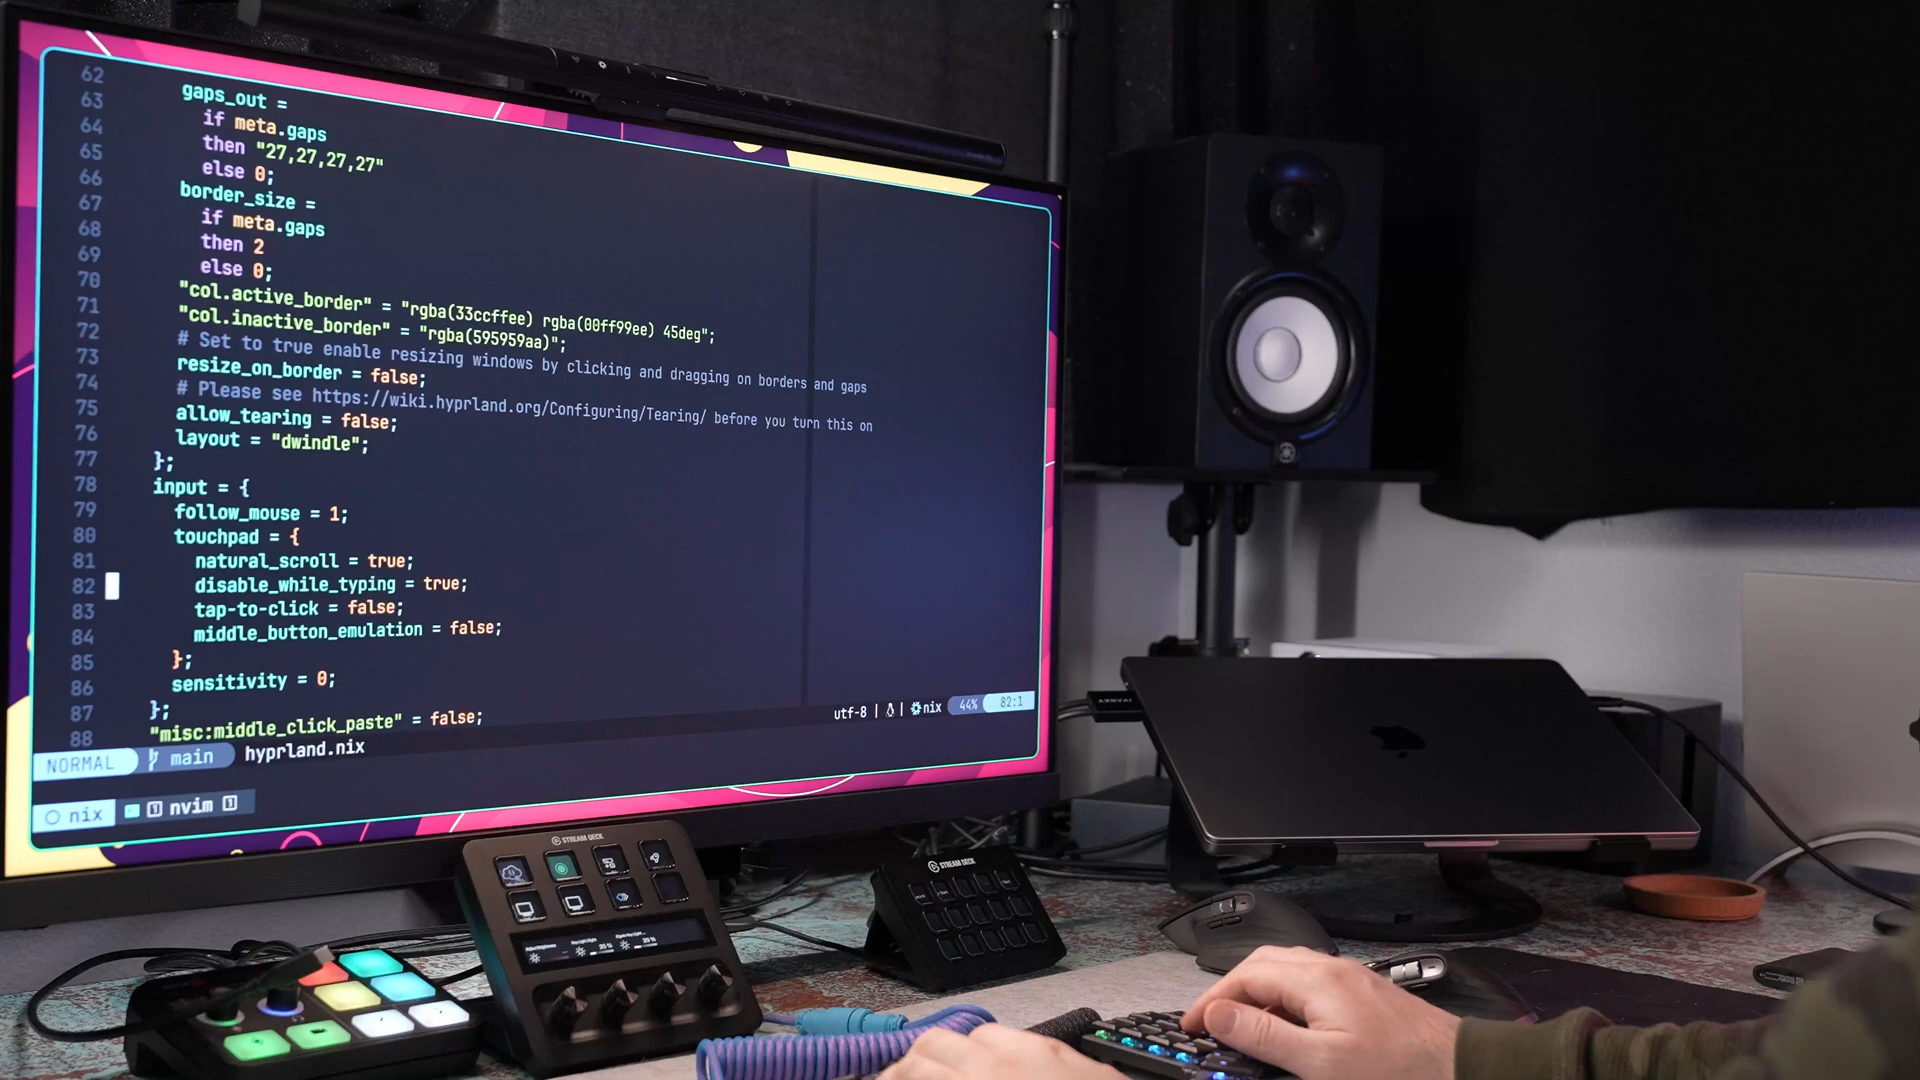 62
63 gaps_out =
64 if meta.gaps
65 then "27,27,27,27"
66 else 0;
67 border_size =
68 if meta.gaps
69 then 2
70 else 0;
71 "col.active_border" = "rgba(33ccffee) rgba(00ff99ee) 45deg";
72 "col.inactive_border" = "rgba(595959aa)";
73 # Set to true enable resizing windows by clicking and dragging on borders and gaps
74 resize_on_border = false;
75 # Please see https://wiki.hyprland.org/Configuring/Tearing/ before you turn this on
76 allow_tearing = false;
77 layout = "dwindle";
78 };
79 input = {
80 follow_mouse = 1;
81 touchpad = {
82 natural_scroll = true;
83 disable_while_typing = true;
84 tap-to-click = false;
85 middle_button_emulation = false;
86 };
87 sensitivity = 0;
88 };
"misc:middle_click_paste" = false;
NORMAL main hyprland.nix utf-8 | | nix 44% 82:1
nix 1 nvim 1
STREAM DECK
STREAM DECK